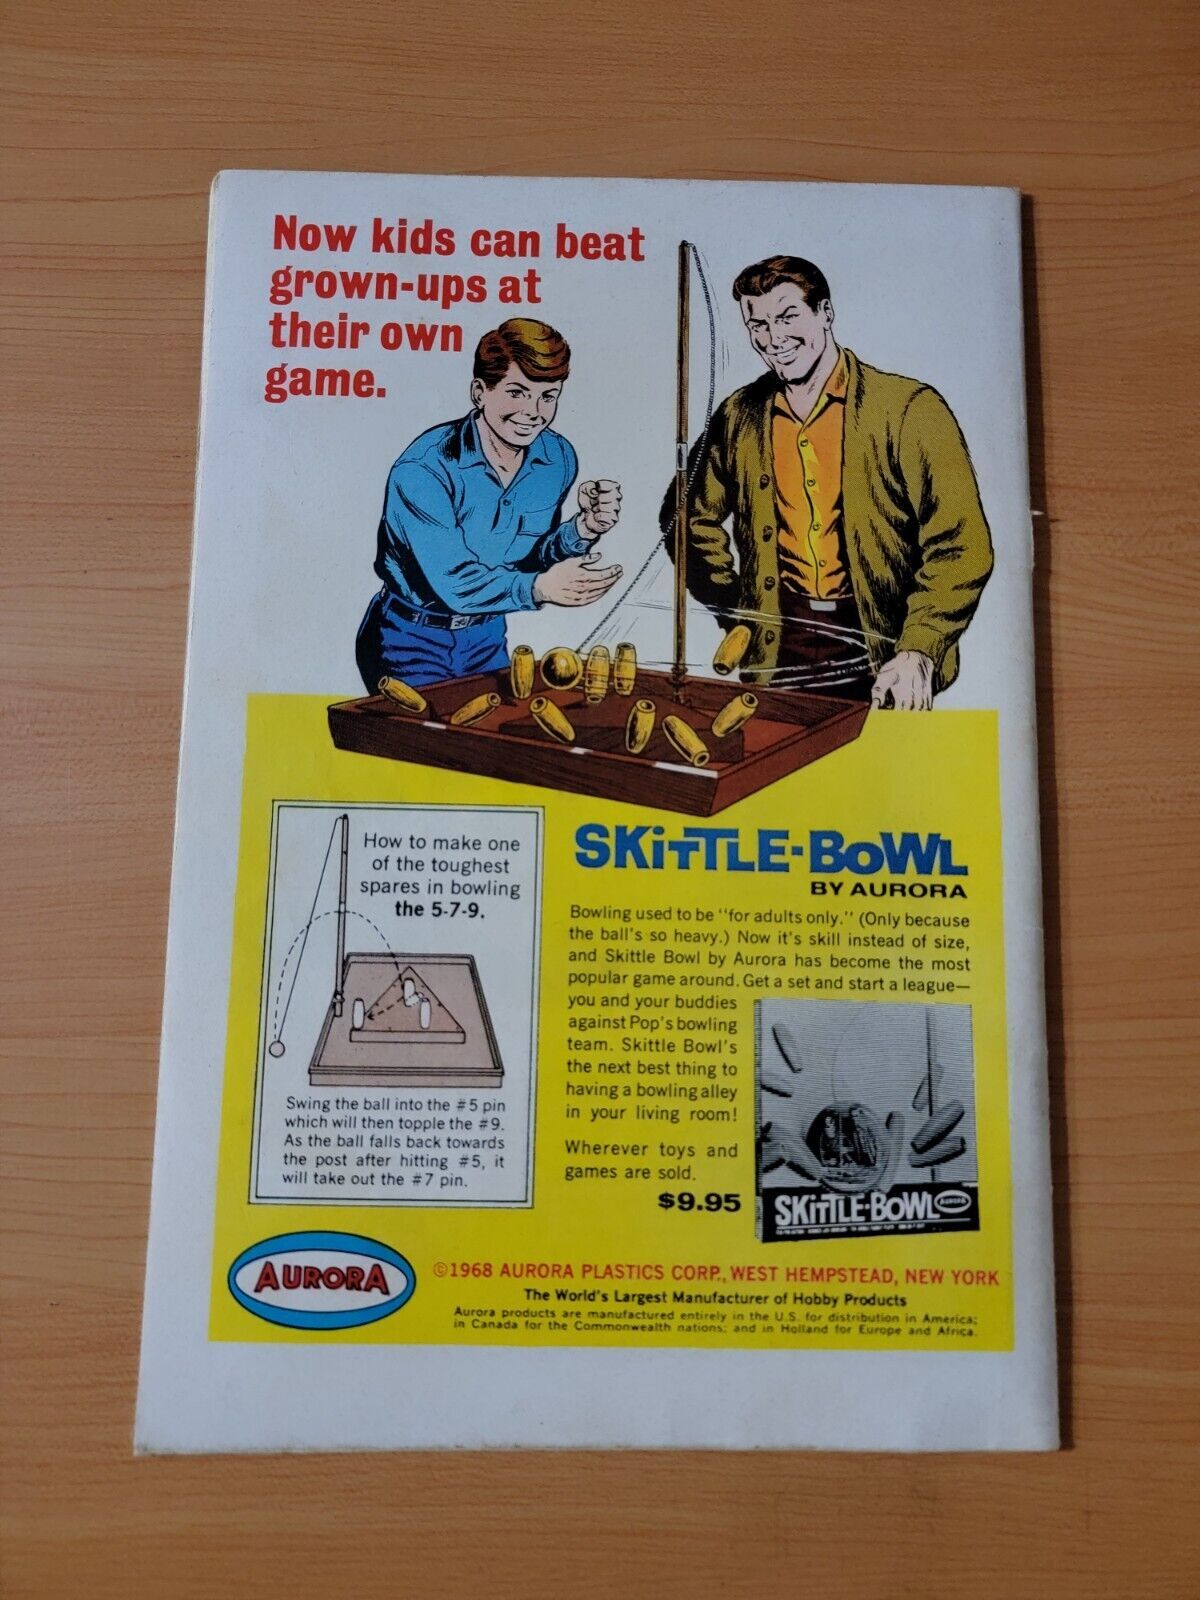 Now kids can beat
grown-ups at
their own
game.
How to make one
of the toughest
spares in bowling
the 5-7-9.
Swing the ball into the #5 pin
which will then topple the #9.
As the ball falls back towards
the post after hitting #5, it
will take out the #7 pin.
SKiTTLE-BoWL
BY AURORA
Bowling used to be "for adults only." (Only because
the ball's so heavy.) Now it's skill instead of size,
and Skittle Bowl by Aurora has become the most
popular game around. Get a set and start a league—
you and your buddies
against Pop's bowling
team. Skittle Bowl's
the next best thing to
having a bowling alley
in your living room!
Wherever toys and
games are sold.
$9.95
SKiTTLE-BoWL
AURORA
AURORA
©1968 AURORA PLASTICS CORP., WEST HEMPSTEAD, NEW YORK
The World's Largest Manufacturer of Hobby Products
Aurora products are manufactured entirely in the U.S. for distribution in America;
in Canada for the Commonwealth nations; and in Holland for Europe and Africa.